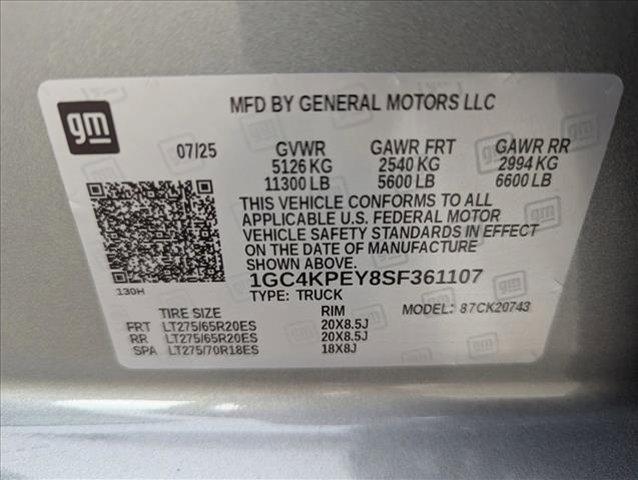 gm
MFD BY GENERAL MOTORS LLC
07/25 GVWR GAWR FRT GAWR RR
5126 KG 2540 KG 2994 KG
11300 LB 5600 LB 6600 LB
THIS VEHICLE CONFORMS TO ALL
APPLICABLE U.S. FEDERAL MOTOR
VEHICLE SAFETY STANDARDS IN EFFECT
ON THE DATE OF MANUFACTURE
SHOWN ABOVE.
1GC4KPEY8SF361107
130H
TYPE: TRUCK MODEL: 87CK20743
TIRE SIZE RIM
FRT LT275/65R20ES 20X8.5J
RR LT275/65R20ES 20X8.5J
SPA LT275/70R18ES 18X8J